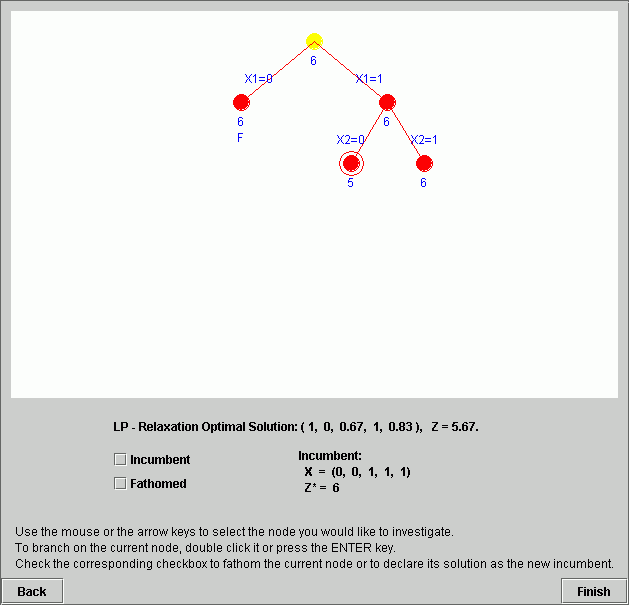 6
X1=0 X1=1
6 6
F X2=0 X2=1
5 6
LP - Relaxation Optimal Solution: ( 1, 0, 0.67, 1, 0.83 ), Z = 5.67.
Incumbent
Fathomed
Incumbent:
X = (0, 0, 1, 1, 1)
Z* = 6
Use the mouse or the arrow keys to select the node you would like to investigate.
To branch on the current node, double click it or press the ENTER key.
Check the corresponding checkbox to fathom the current node or to declare its solution as the new incumbent.
Back Finish